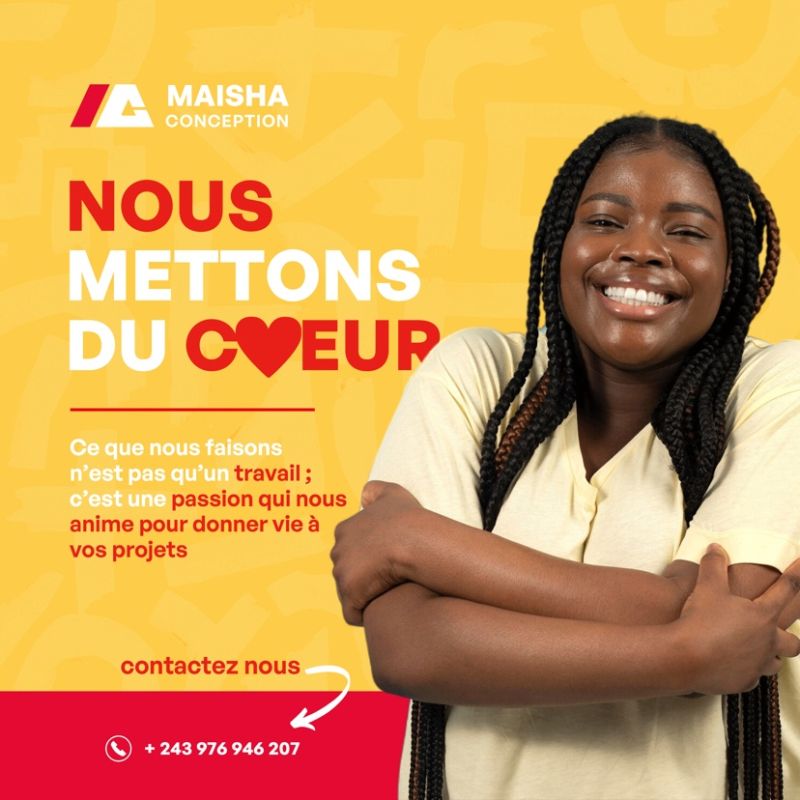 MAISHA
CONCEPTION
NOUS
METTONS
DU CŒUR
Ce que nous faisons
n'est pas qu'un travail ;
c'est une passion qui nous
anime pour donner vie à
vos projets
contactez nous
+ 243 976 946 207